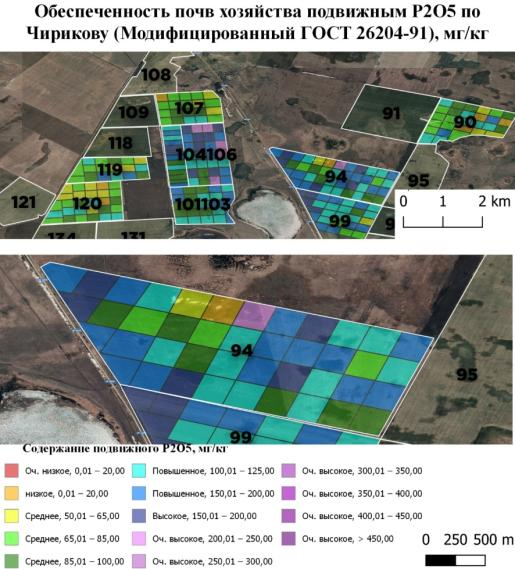 Обеспеченность почв хозяйства подвижным P2O5 по
Чирикову (Модифицированный ГОСТ 26204-91), мг/кг
108
109
107
118
104106
119
120
121
101103
131
91
90
94
95
99
0 1 2 km
94
95
99
Содержание подвижного P2O5, мг/кг
Оч. низкое, 0,01 – 20,00
низкое, 0,01 – 20,00
Среднее, 50,01 – 65,00
Среднее, 65,01 – 85,00
Среднее, 85,01 – 100,00
Повышенное, 100,01 – 125,00
Повышенное, 150,01 – 200,00
Высокое, 150,01 – 200,00
Оч. высокое, 200,01 – 250,00
Оч. высокое, 250,01 – 300,00
Оч. высокое, 300,01 – 350,00
Оч. высокое, 350,01 – 400,00
Оч. высокое, 400,01 – 450,00
Оч. высокое, > 450,00
0 250 500 m